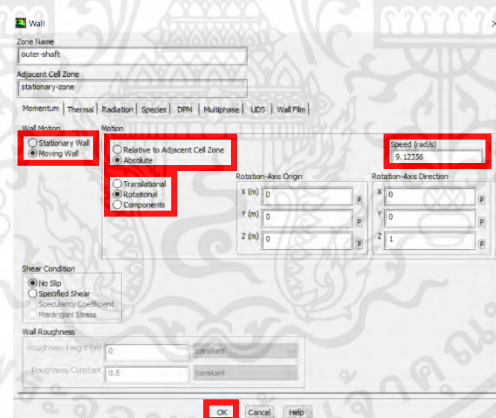 Wall
Zone Name
outer-shaft
Adjacent Cell Zone
stationary-zone
Momentum Thermal Radiation Species DPM Multiphase UDS Wall Film
Wall Motion Motion
Stationary Wall
Moving Wall
Relative to Adjacent Cell Zone
Absolute
Speed (rad/s)
9.12356
Translational
Rotational
Components
Rotation-Axis Origin Rotation-Axis Direction
X (m) 0 P X 0 P
Y (m) 0 P Y 0 P
Z (m) 0 P Z 1 P
Shear Condition
No Slip
Specified Shear
Specularity Coefficient
Marangoni Stress
Wall Roughness
Roughness Height (m) 0 constant
Roughness Constant 0.5 constant
OK Cancel Help